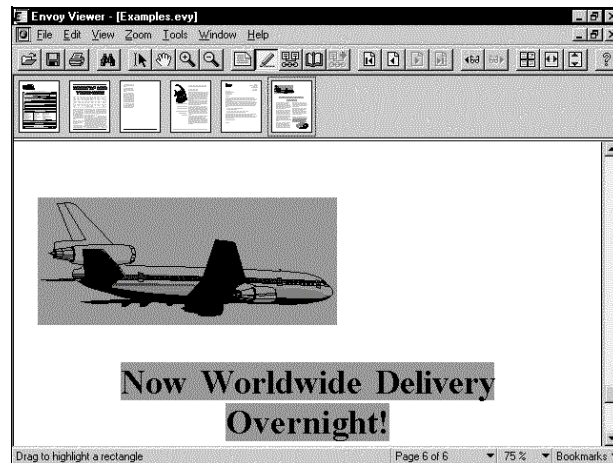 Envoy Viewer - [Examples.evy]
File Edit View Zoom Tools Window Help
Now Worldwide Delivery
Overnight!
Drag to highlight a rectangle Page 6 of 6 75 % Bookmarks